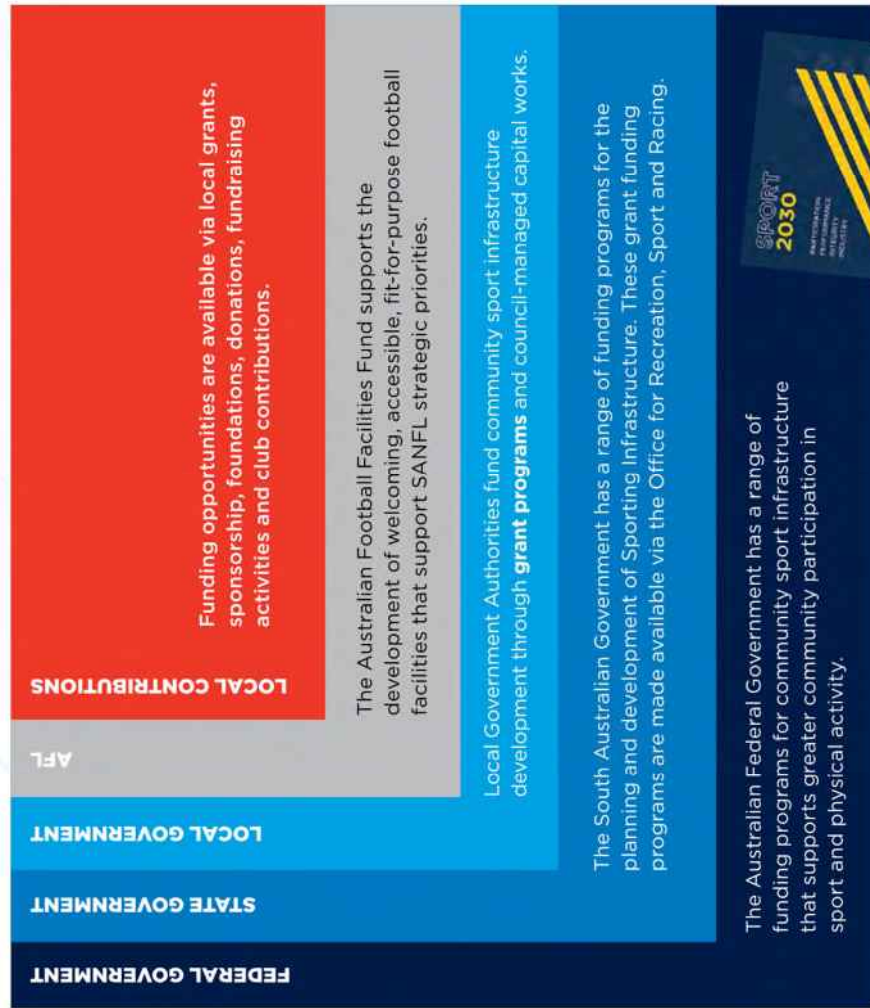 LOCAL CONTRIBUTIONS
Funding opportunities are available via local grants,
sponsorship, foundations, donations, fundraising
activities and club contributions.
AFL
The Australian Football Facilities Fund supports the
development of welcoming, accessible, fit-for-purpose football
facilities that support SANFL strategic priorities.
LOCAL GOVERNMENT
Local Government Authorities fund community sport infrastructure
development through grant programs and council-managed capital works.
STATE GOVERNMENT
The South Australian Government has a range of funding programs for the
planning and development of Sporting Infrastructure. These grant funding
programs are made available via the Office for Recreation, Sport and Racing.
FEDERAL GOVERNMENT
The Australian Federal Government has a range of
funding programs for community sport infrastructure
that supports greater community participation in
sport and physical activity.
SPORT
2030
PARTICIPATION
PERFORMANCE
INTEGRITY
INDUSTRY